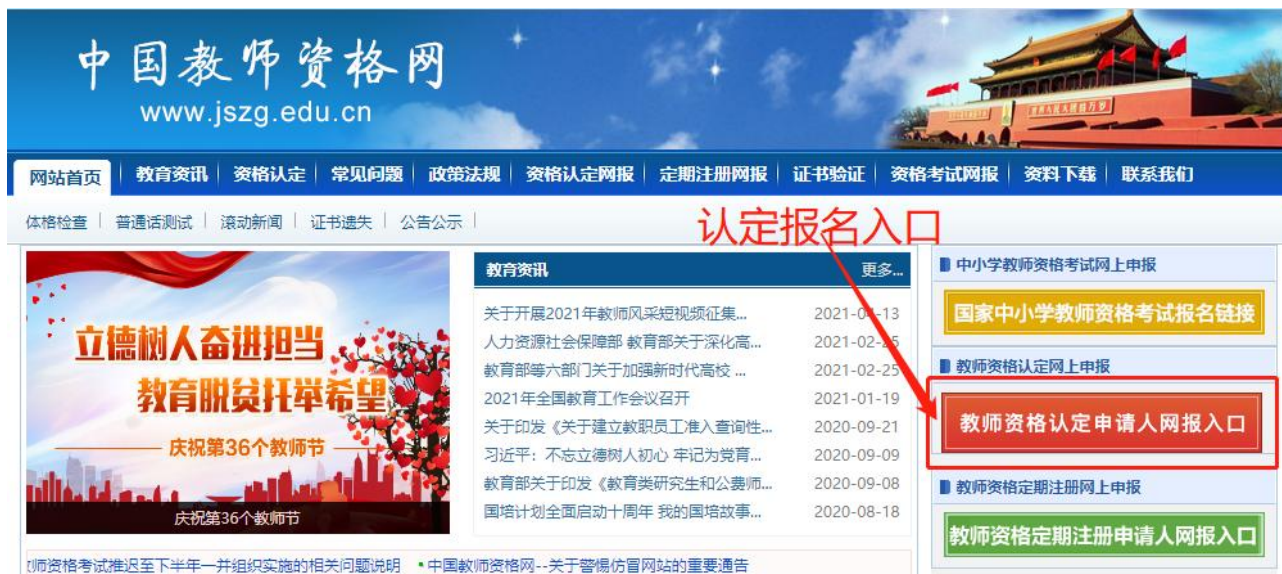 中国教师资格网
www.jszg.edu.cn
网站首页 教育资讯 资格认定 常见问题 政策法规 资格认定网报 定期注册网报 证书验证 资格考试网报 资料下载 联系我们
体格检查 普通话测试 滚动新闻 证书遗失 公告公示
认定报名入口
立德树人奋进担当
教育脱贫托举希望
庆祝第36个教师节
庆祝第36个教师节
教育资讯 更多...
关于开展2021年教师风采短视频征集... 2021-04-13
人力资源社会保障部 教育部关于深化高... 2021-02-25
教育部等六部门关于加强新时代高校 ... 2021-02-25
2021年全国教育工作会议召开 2021-01-19
关于印发《关于建立教职员工准入查询性... 2020-09-21
习近平：不忘立德树人初心 牢记为党育... 2020-09-09
教育部关于印发《教育类研究生和公费师... 2020-09-08
国培计划全面启动十周年 我的国培故事... 2020-08-18
中小学教师资格考试网上申报
国家中小学教师资格考试报名链接
教师资格认定网上申报
教师资格认定申请人网报入口
教师资格定期注册网上申报
教师资格定期注册申请人网报入口
师资格考试推迟至下半年一并组织实施的相关问题说明 •中国教师资格网--关于警惕仿冒网站的重要通告